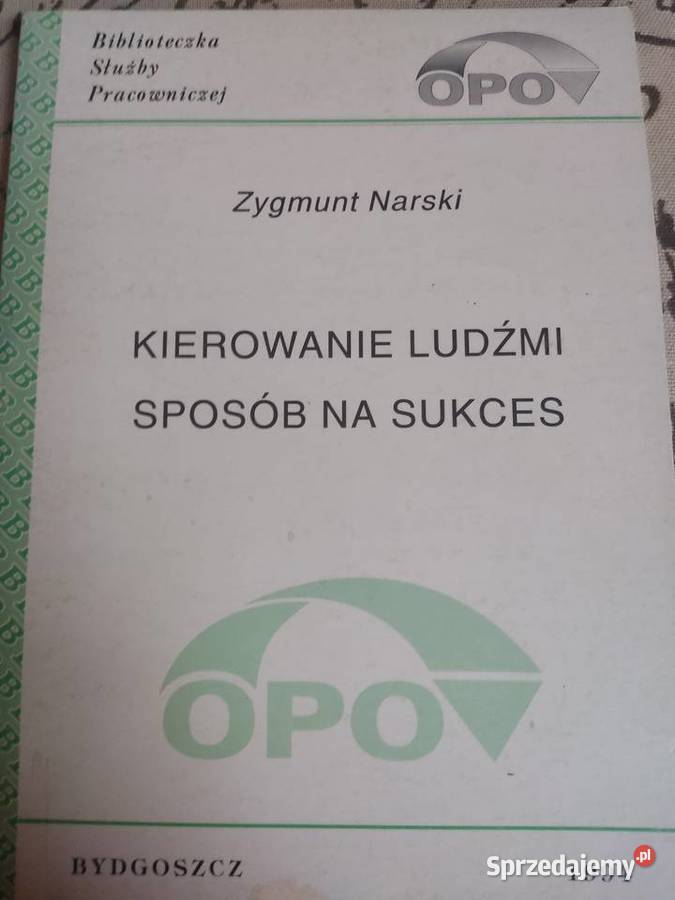 Biblioteczka
Służby
Pracowniczej
OPO
Zygmunt Narski
KIEROWANIE LUDŹMI
SPOSÓB NA SUKCES
OPO
BYDGOSZCZ
Sprzedajemy.pl